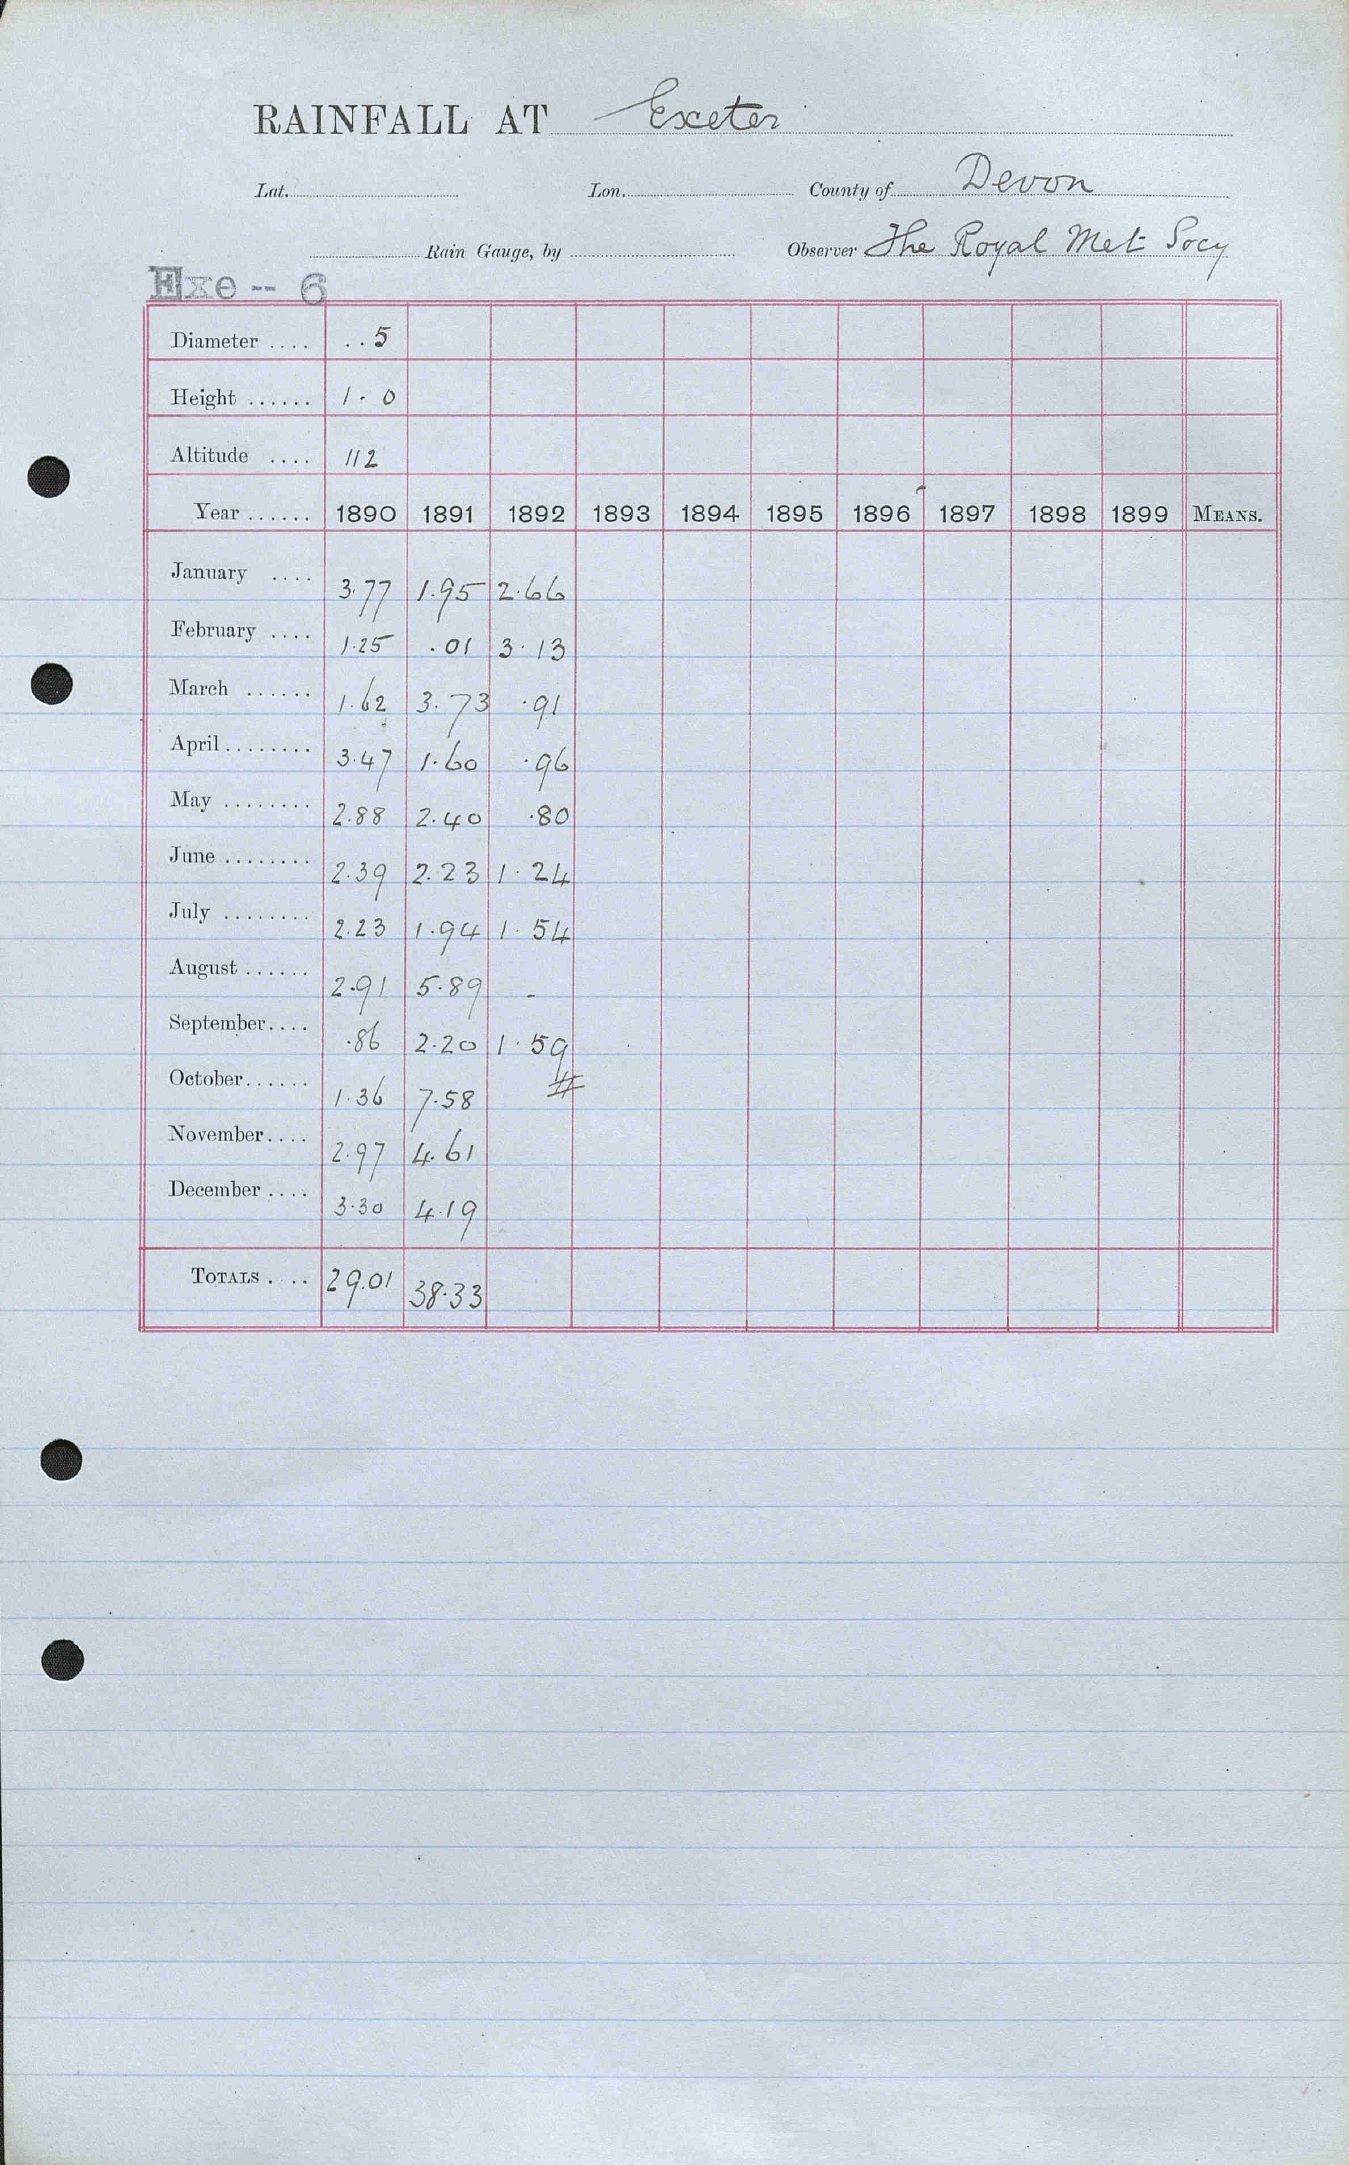 RAINFALL AT Exeter
Lat. Lon. County of Devon
Rain Gauge, by Observer The Royal Met Socy
Exe -- 6
Diameter .... .. 5
Height ...... 1 - 0
Altitude .... 112
Year ...... 1890 1891 1892 1893 1894 1895 1896 1897 1898 1899 MEANS.
January .... 3.77 1.95 2.66
February .... 1.25 .01 3.13
March ...... 1.62 3.73 .91
April ........ 3.47 1.60 .96
May ........ 2.88 2.40 .80
June ........ 2.39 2.23 1.24
July ........ 2.23 1.94 1.54
August ...... 2.91 5.89 -
September.... .86 2.20 1.59
October...... 1.36 7.58 #
November.... 2.97 4.61
December .... 3.30 4.19
TOTALS . .. 29.01 38.33